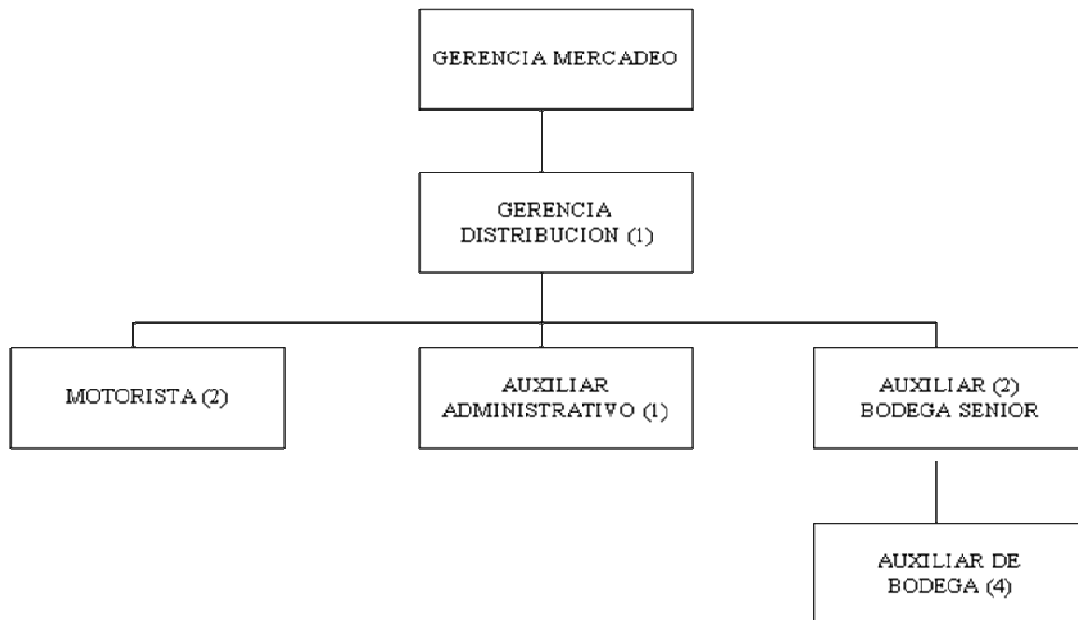 GERENCIA MERCADEO
GERENCIA
DISTRIBUCION (1)
MOTORISTA (2)
AUXILIAR
ADMINISTRATIVO (1)
AUXILIAR (2)
BODEGA SENIOR
AUXILIAR DE
BODEGA (4)